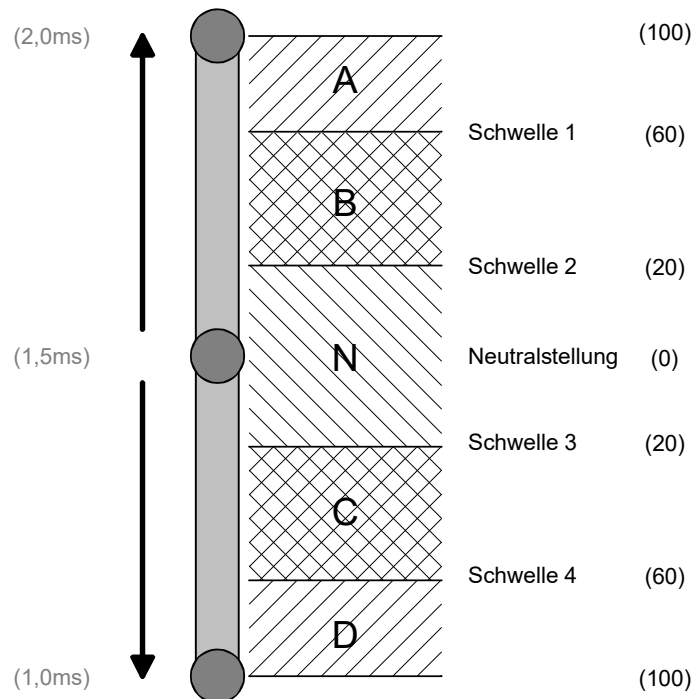 (2,0ms) (100)
A
Schwelle 1 (60)
B
Schwelle 2 (20)
N
(1,5ms) Neutralstellung (0)
Schwelle 3 (20)
C
Schwelle 4 (60)
D
(1,0ms) (100)